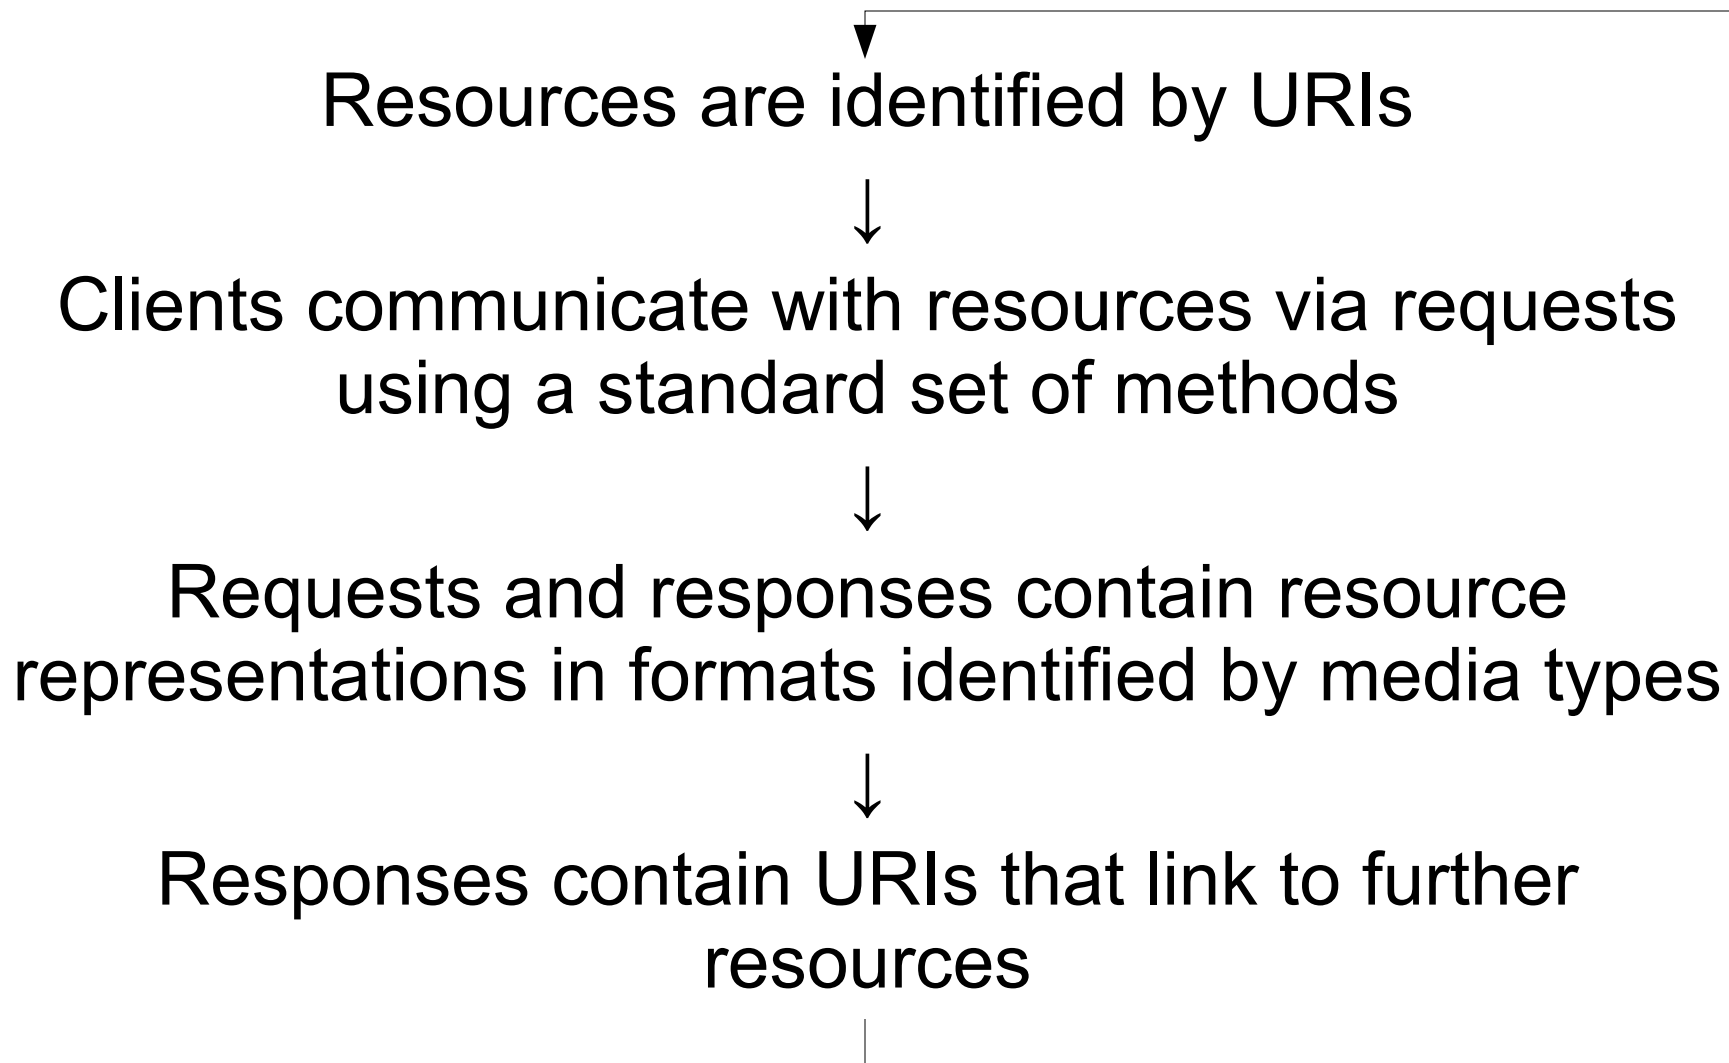 Resources are identified by URIs
↓
Clients communicate with resources via requests
using a standard set of methods
↓
Requests and responses contain resource
representations in formats identified by media types
↓
Responses contain URIs that link to further
resources